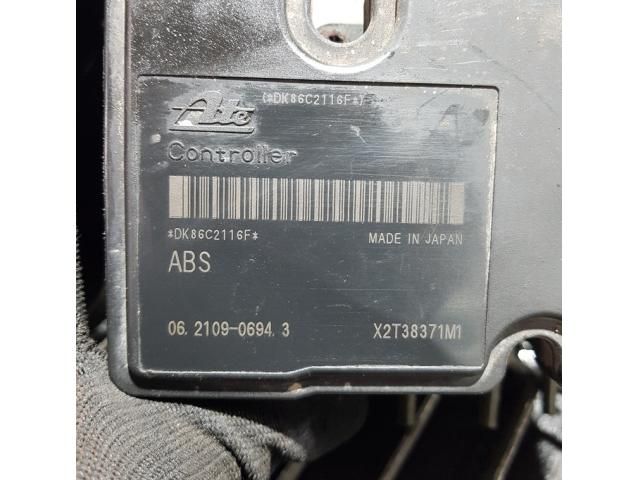 (*DK86C2116F*)
Ate
Controller
*DK86C2116F*
MADE IN JAPAN
ABS
06.2109-0694.3
X2T38371M1